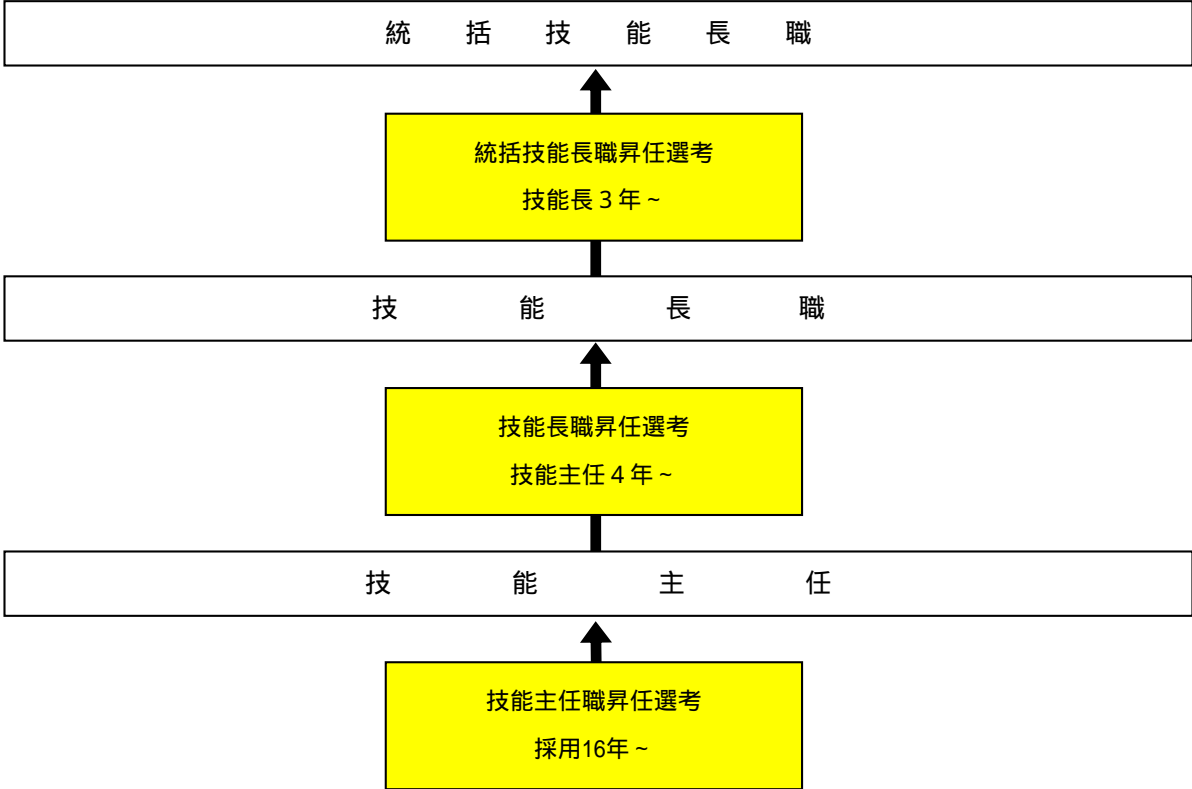 統括技能長職
統括技能長職昇任選考
技能長３年～
技能長職
技能長職昇任選考
技能主任４年～
技能主任
技能主任職昇任選考
採用16年～